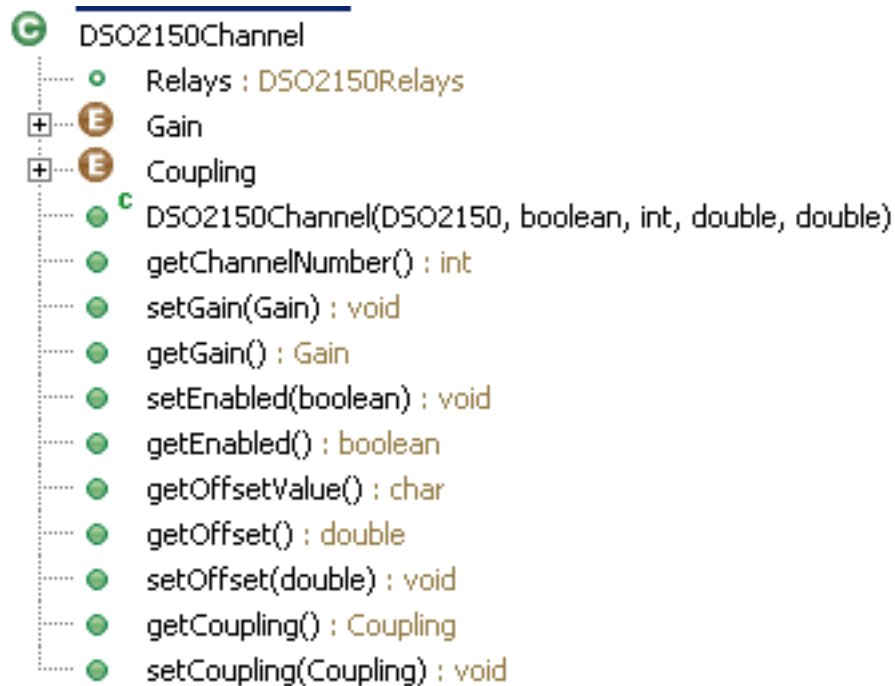 DSO2150Channel
Relays : DSO2150Relays
E Gain
E Coupling
C DSO2150Channel(DSO2150, boolean, int, double, double)
getChannelNumber() : int
setGain(Gain) : void
getGain() : Gain
setEnabled(boolean) : void
getEnabled() : boolean
getOffsetValue() : char
getOffset() : double
setOffset(double) : void
getCoupling() : Coupling
setCoupling(Coupling) : void